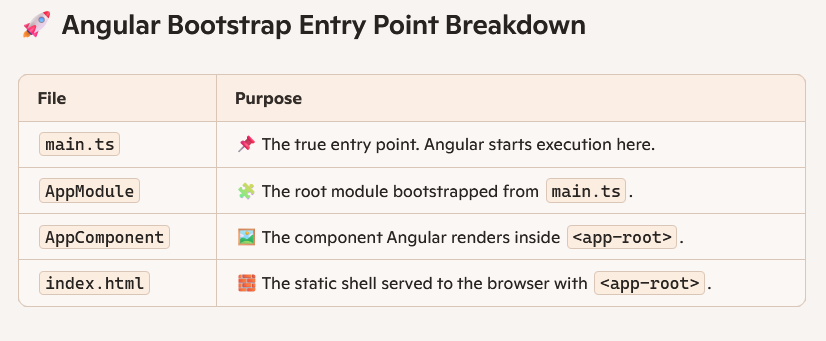 🚀 Angular Bootstrap Entry Point Breakdown
File Purpose
main.ts 📌 The true entry point. Angular starts execution here.
AppModule 🧩 The root module bootstrapped from main.ts .
AppComponent 🖼️ The component Angular renders inside <app-root> .
index.html 🧱 The static shell served to the browser with <app-root> .